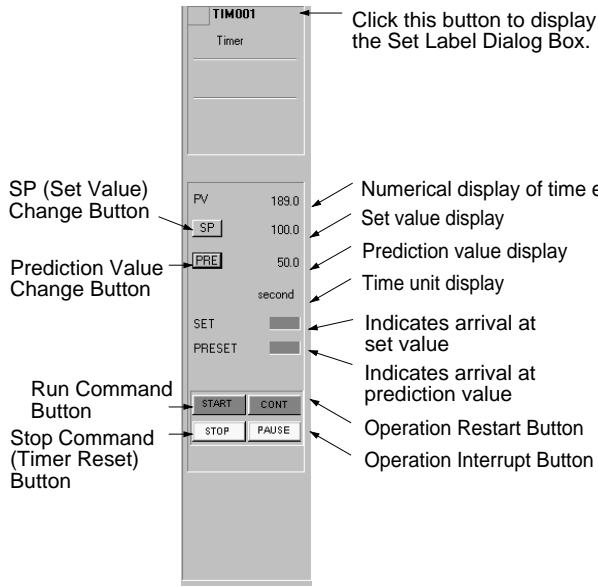 TIM001
Timer
Click this button to display
the Set Label Dialog Box.
SP (Set Value)
Change Button
Prediction Value
Change Button
PV 189.0
SP 100.0
PRE 50.0
second
SET
PRESET
Numerical display of time
Set value display
Prediction value display
Time unit display
Indicates arrival at
set value
Indicates arrival at
prediction value
Run Command
Button
Stop Command
(Timer Reset)
Button
START CONT
STOP PAUSE
Operation Restart Button
Operation Interrupt Button